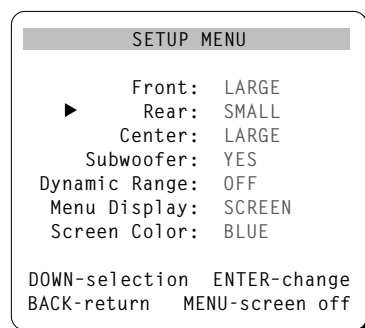 SETUP MENU
Front: LARGE
▶ Rear: SMALL
Center: LARGE
Subwoofer: YES
Dynamic Range: OFF
Menu Display: SCREEN
Screen Color: BLUE
DOWN-selection ENTER-change
BACK-return MENU-screen off